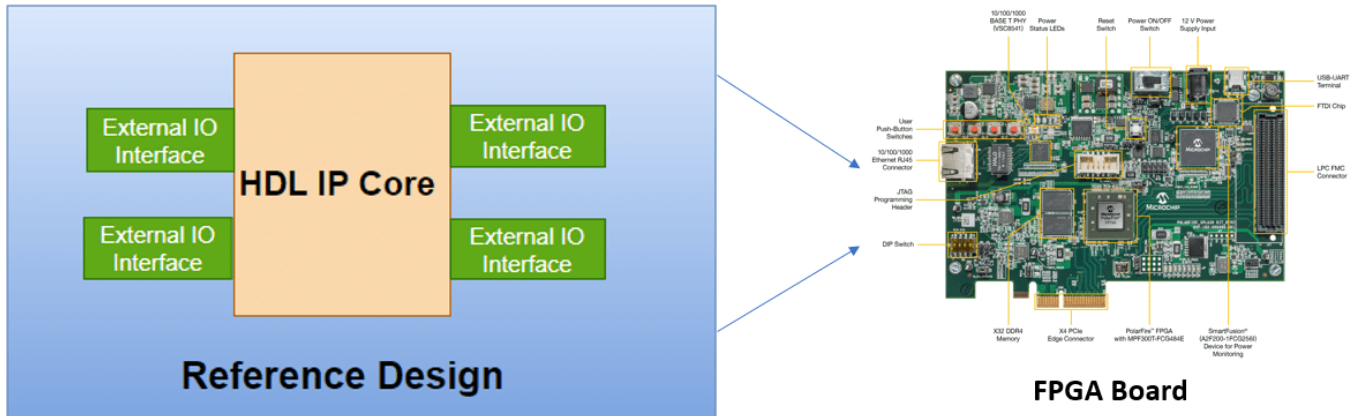 External IO
Interface
External IO
Interface
HDL IP Core
External IO
Interface
External IO
Interface
Reference Design
10/100/1000
BASE T PHY
(VSC8541)
Power
Status LEDs
Reset
Switch
Power ON/OFF
Switch
12 V Power
Supply Input
USB-UART
Terminal
FTDI Chip
LPC FMC
Connector
User
Push-Button
Switches
10/100/1000
Ethernet RJ45
Connector
JTAG
Programming
Header
DIP Switch
MICROCHIP
MICROCHIP
X32 DDR4
Memory
X4 PCIe
Edge Connector
PolarFire™ FPGA
with MPF300T-FCG484E
SmartFusion®
(A2F200-1FCG256I)
Device for Power
Monitoring
FPGA Board